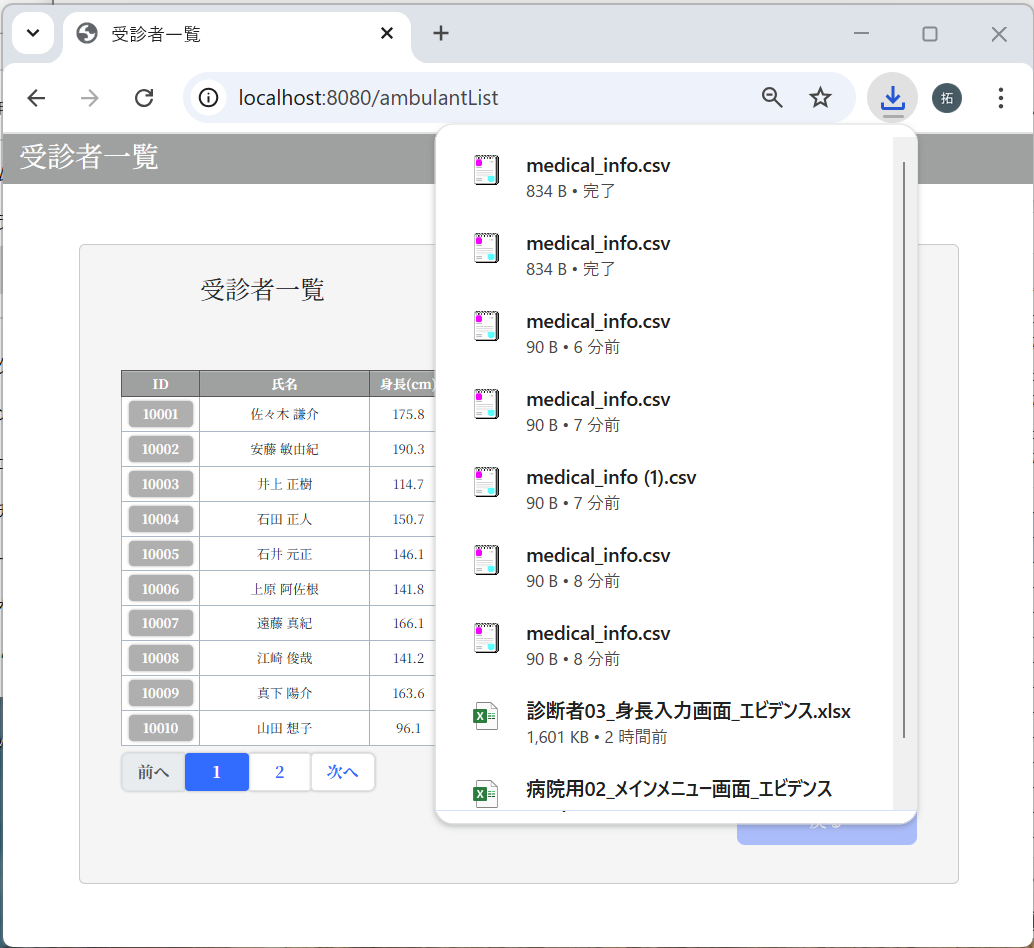 受診者一覧
localhost:8080/ambulantList
拓
受診者一覧
受診者一覧
ID 氏名 身長(cm)
10001 佐々木 謙介 175.8
10002 安藤 敏由紀 190.3
10003 井上 正樹 114.7
10004 石田 正人 150.7
10005 石井 元正 146.1
10006 上原 阿佐根 141.8
10007 遠藤 真紀 166.1
10008 江崎 俊哉 141.2
10009 真下 陽介 163.6
10010 山田 想子 96.1
前へ 1 2 次へ
medical_info.csv
834 B • 完了
medical_info.csv
834 B • 完了
medical_info.csv
90 B • 6 分前
medical_info.csv
90 B • 7 分前
medical_info (1).csv
90 B • 7 分前
medical_info.csv
90 B • 8 分前
medical_info.csv
90 B • 8 分前
診断者03_身長入力画面_エビデンス.xlsx
1,601 KB • 2 時間前
病院用02_メインメニュー画面_エビデンス